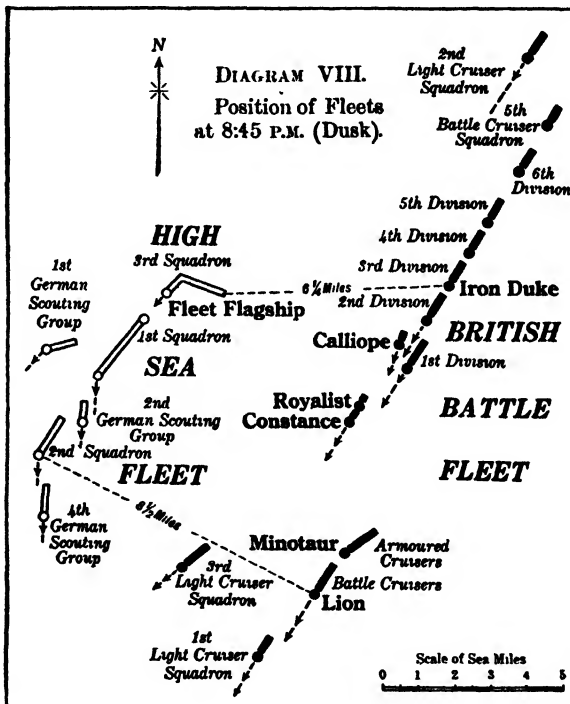 N
DIAGRAM VIII.
Position of Fleets
at 8:45 P.M. (Dusk).
2nd
Light Cruiser
Squadron
5th
Battle Cruiser
Squadron
6th
Division
5th Division
4th Division
3rd Division
2nd Division
Iron Duke
HIGH
3rd Squadron
6¼ Miles
Fleet Flagship
1st
German
Scouting
Group
1st Squadron
SEA
Calliope
BRITISH
1st Division
Royalist
Constance
BATTLE
2nd
German Scouting
Group
2nd Squadron
FLEET
FLEET
8½ Miles
4th
German
Scouting
Group
Minotaur
Armoured
Cruisers
3rd
Light Cruiser
Squadron
Battle Cruisers
Lion
1st
Light Cruiser
Squadron
Scale of Sea Miles
0 1 2 3 4 5